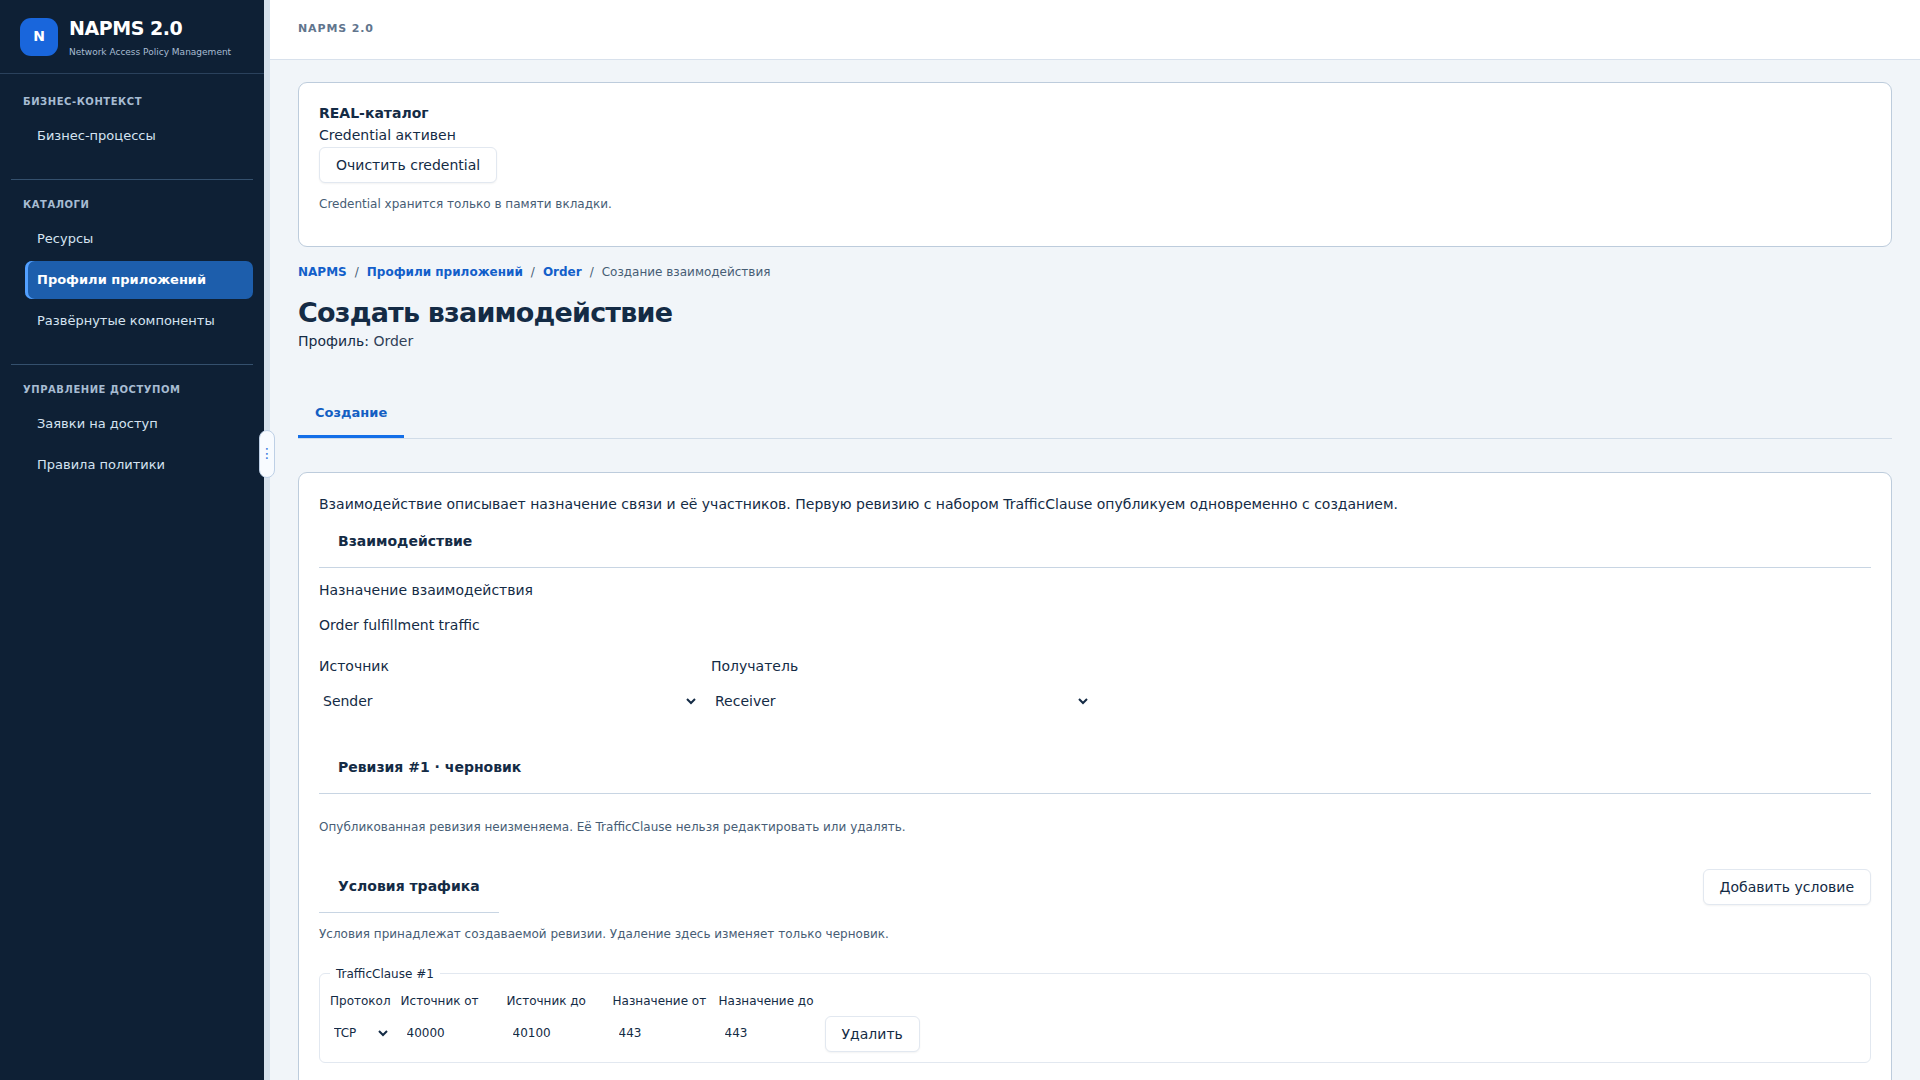 N
NAPMS 2.0
Network Access Policy Management
БИЗНЕС-КОНТЕКСТ
Бизнес-процессы
КАТАЛОГИ
Ресурсы
Профили приложений
Развёрнутые компоненты
УПРАВЛЕНИЕ ДОСТУПОМ
Заявки на доступ
Правила политики
NAPMS 2.0
REAL-каталог
Credential активен
Очистить credential
Credential хранится только в памяти вкладки.
NAPMS / Профили приложений / Order / Создание взаимодействия
Создать взаимодействие
Профиль: Order
Создание
Взаимодействие описывает назначение связи и её участников. Первую ревизию с набором TrafficClause опубликуем одновременно с созданием.
Взаимодействие
Назначение взаимодействия
Order fulfillment traffic
Источник Получатель
Sender Receiver
Ревизия #1 · черновик
Опубликованная ревизия неизменяема. Её TrafficClause нельзя редактировать или удалять.
Условия трафика Добавить условие
Условия принадлежат создаваемой ревизии. Удаление здесь изменяет только черновик.
TrafficClause #1
Протокол Источник от Источник до Назначение от Назначение до
TCP 40000 40100 443 443 Удалить